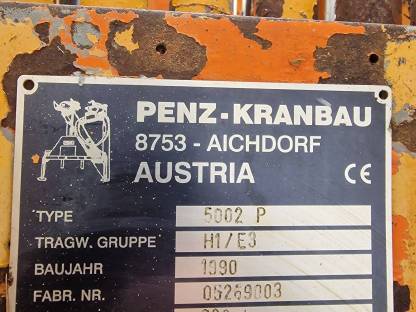 PENZ-KRANBAU
8753 - AICHDORF
AUSTRIA CE
TYPE 5002 P
TRAGW. GRUPPE H1/E3
BAUJAHR 1990
FABR. NR. 05269003